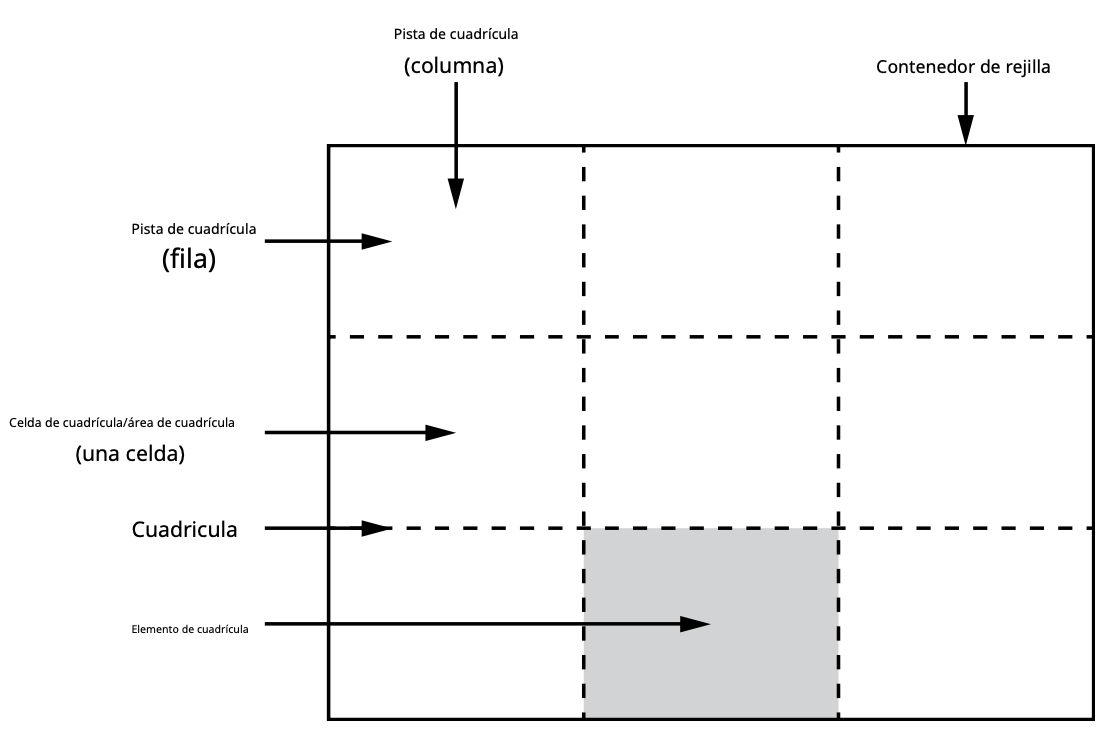 Pista de cuadrícula
(columna)
Contenedor de rejilla
Pista de cuadrícula
(fila)
Celda de cuadrícula/área de cuadrícula
(una celda)
Cuadricula
Elemento de cuadrícula